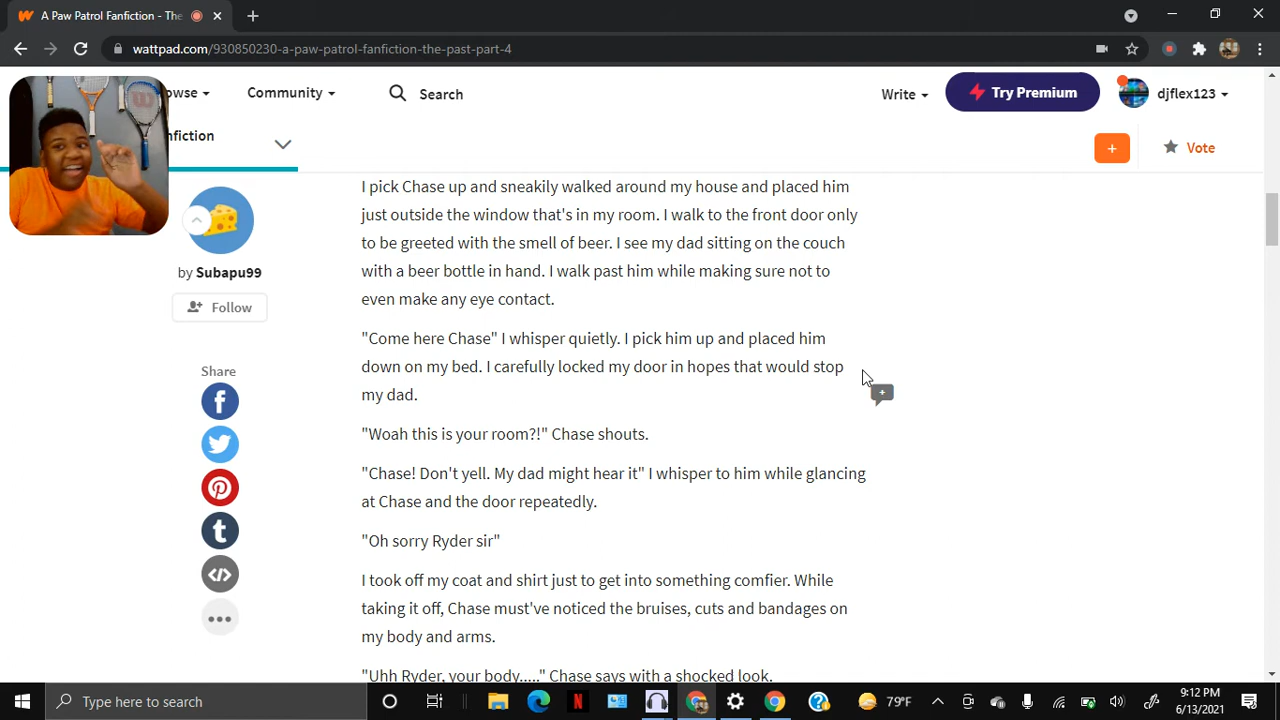 A Paw Patrol Fanfiction - The
wattpad.com/930850230-a-paw-patrol-fanfiction-the-past-part-4
owse
Community
Search
Write
Try Premium
djflex123
nfiction
+
Vote
by Subapu99
Follow
Share
I pick Chase up and sneakily walked around my house and placed him
just outside the window that's in my room. I walk to the front door only
to be greeted with the smell of beer. I see my dad sitting on the couch
with a beer bottle in hand. I walk past him while making sure not to
even make any eye contact.
"Come here Chase" I whisper quietly. I pick him up and placed him
down on my bed. I carefully locked my door in hopes that would stop
my dad.
"Woah this is your room?!" Chase shouts.
"Chase! Don't yell. My dad might hear it" I whisper to him while glancing
at Chase and the door repeatedly.
"Oh sorry Ryder sir"
I took off my coat and shirt just to get into something comfier. While
taking it off, Chase must've noticed the bruises, cuts and bandages on
my body and arms.
"Uhh Ryder, your body....." Chase says with a shocked look.
Type here to search
79°F
9:12 PM
6/13/2021